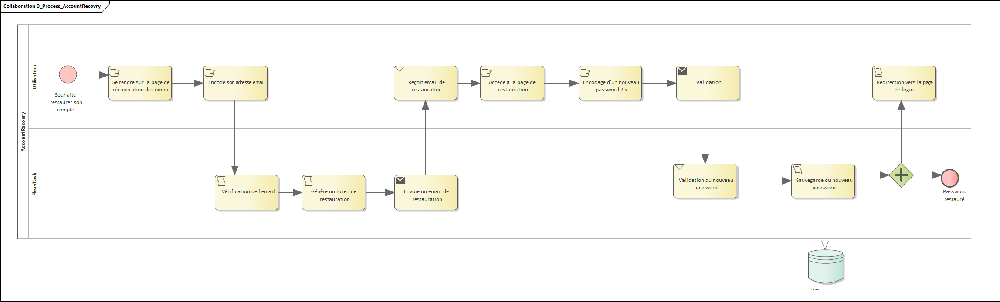 Collaboration 0_Process_AccountRecovry
AccountRecovry
Utilisateur
Souhaite
restaurer son
compte
Se rendre sur la page de
récuperation de compte
Encode son adresse email
Reçoit email de
restauration
Accède a la page de
restauration
Encodage d'un nouveau
password 2 x
Validation
Redirection vers la page
de login
FlexyTask
Vérification de l'email
Génère un token de
restauration
Envoie un email de
restauration
Validation du nouveau
password
Sauvegarde du nouveau
password
Password
restauré
User